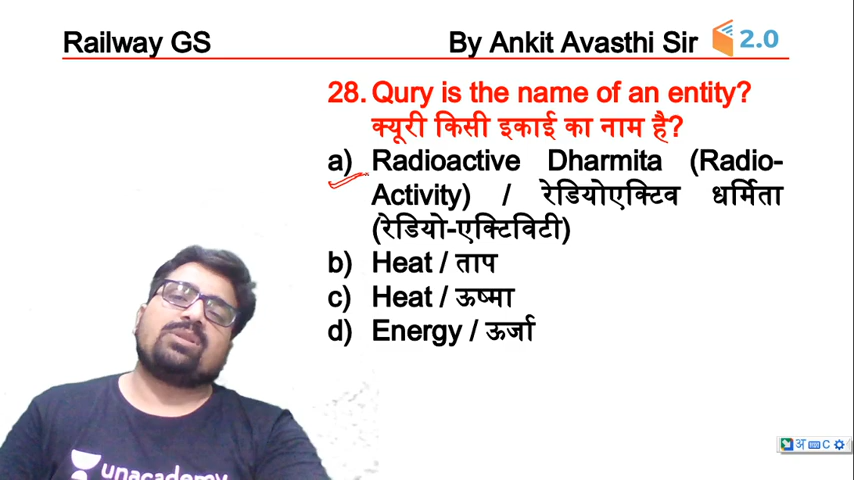 Railway GS
By Ankit Avasthi Sir
2.0
28. Qury is the name of an entity?
क्यूरी किसी इकाई का नाम है?
a) Radioactive Dharmita (Radio-
Activity) / रेडियोएक्टिव धर्मिता
(रेडियो-एक्टिविटी)
b) Heat / ताप
c) Heat / ऊष्मा
d) Energy / ऊर्जा
unacademy
अ